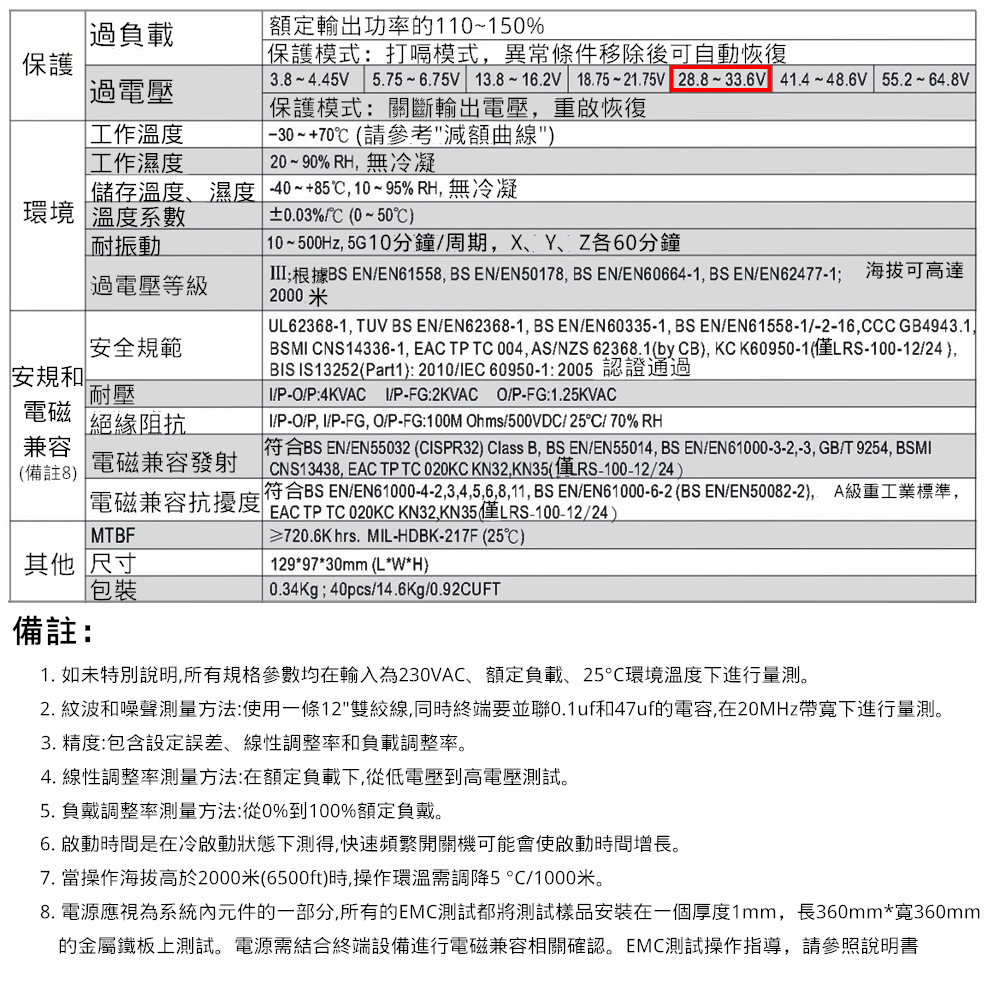 保護
過負載
額定輸出功率的110~150%
保護模式：打嗝模式，異常條件移除後可自動恢復
過電壓
3.8 ~ 4.45V 5.75 ~ 6.75V 13.8 ~ 16.2V 18.75 ~ 21.75V 28.8 ~ 33.6V 41.4 ~ 48.6V 55.2 ~ 64.8V
保護模式：關斷輸出電壓，重啟恢復
環境
工作溫度 -30 ~ +70℃ (請參考"減額曲線")
工作濕度 20 ~ 90% RH, 無冷凝
儲存溫度、濕度 -40 ~ +85℃, 10 ~ 95% RH, 無冷凝
溫度系數 ±0.03%/℃ (0 ~ 50℃)
耐振動 10 ~ 500Hz, 5G10分鐘/周期，X、Y、Z各60分鐘
過電壓等級
III;根據BS EN/EN61558, BS EN/EN50178, BS EN/EN60664-1, BS EN/EN62477-1; 海拔可高達
2000 米
安規和
電磁
兼容
(備註8)
安全規範
UL62368-1, TUV BS EN/EN62368-1, BS EN/EN60335-1, BS EN/EN61558-1/-2-16,CCC GB4943.1,
BSMI CNS14336-1, EAC TP TC 004, AS/NZS 62368.1(by CB), KC K60950-1(僅LRS-100-12/24 ),
BIS IS13252(Part1): 2010/IEC 60950-1: 2005 認證通過
耐壓 I/P-O/P:4KVAC I/P-FG:2KVAC O/P-FG:1.25KVAC
絕緣阻抗 I/P-O/P, I/P-FG, O/P-FG:100M Ohms/500VDC/ 25℃/ 70% RH
電磁兼容發射
符合BS EN/EN55032 (CISPR32) Class B, BS EN/EN55014, BS EN/EN61000-3-2,-3, GB/T 9254, BSMI
CNS13438, EAC TP TC 020KC KN32,KN35(僅LRS-100-12/24 )
電磁兼容抗擾度
符合BS EN/EN61000-4-2,3,4,5,6,8,11, BS EN/EN61000-6-2 (BS EN/EN50082-2), A級重工業標準，
EAC TP TC 020KC KN32,KN35(僅LRS-100-12/24 )
其他
MTBF ≥720.6K hrs. MIL-HDBK-217F (25℃)
尺寸 129*97*30mm (L*W*H)
包裝 0.34Kg ; 40pcs/14.6Kg/0.92CUFT
備註：
1. 如未特別說明,所有規格參數均在輸入為230VAC、額定負載、25°C環境溫度下進行量測。
2. 紋波和噪聲測量方法:使用一條12"雙絞線,同時終端要並聯0.1uf和47uf的電容,在20MHz帶寬下進行量測。
3. 精度:包含設定誤差、線性調整率和負載調整率。
4. 線性調整率測量方法:在額定負載下,從低電壓到高電壓測試。
5. 負戴調整率測量方法:從0%到100%額定負戴。
6. 啟動時間是在冷啟動狀態下測得,快速頻繁開關機可能會使啟動時間增長。
7. 當操作海拔高於2000米(6500ft)時,操作環溫需調降5 °C/1000米。
8. 電源應視為系統內元件的一部分,所有的EMC測試都將測試樣品安裝在一個厚度1mm，長360mm*寬360mm
的金屬鐵板上測試。電源需結合終端設備進行電磁兼容相關確認。EMC測試操作指導，請參照說明書